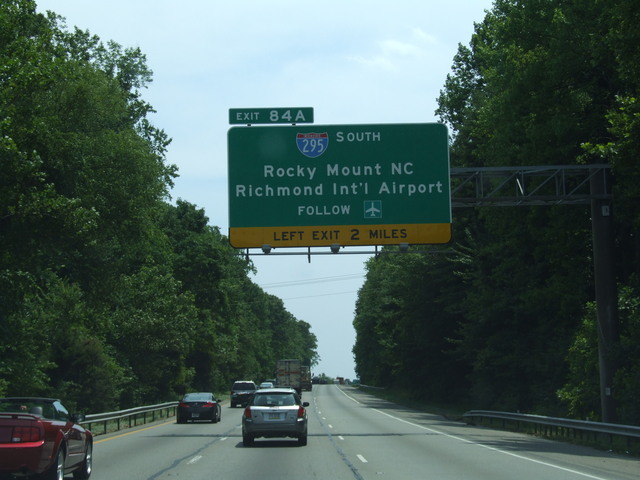 EXIT 84A
295 SOUTH
Rocky Mount NC
Richmond Int'l Airport
FOLLOW
LEFT EXIT 2 MILES